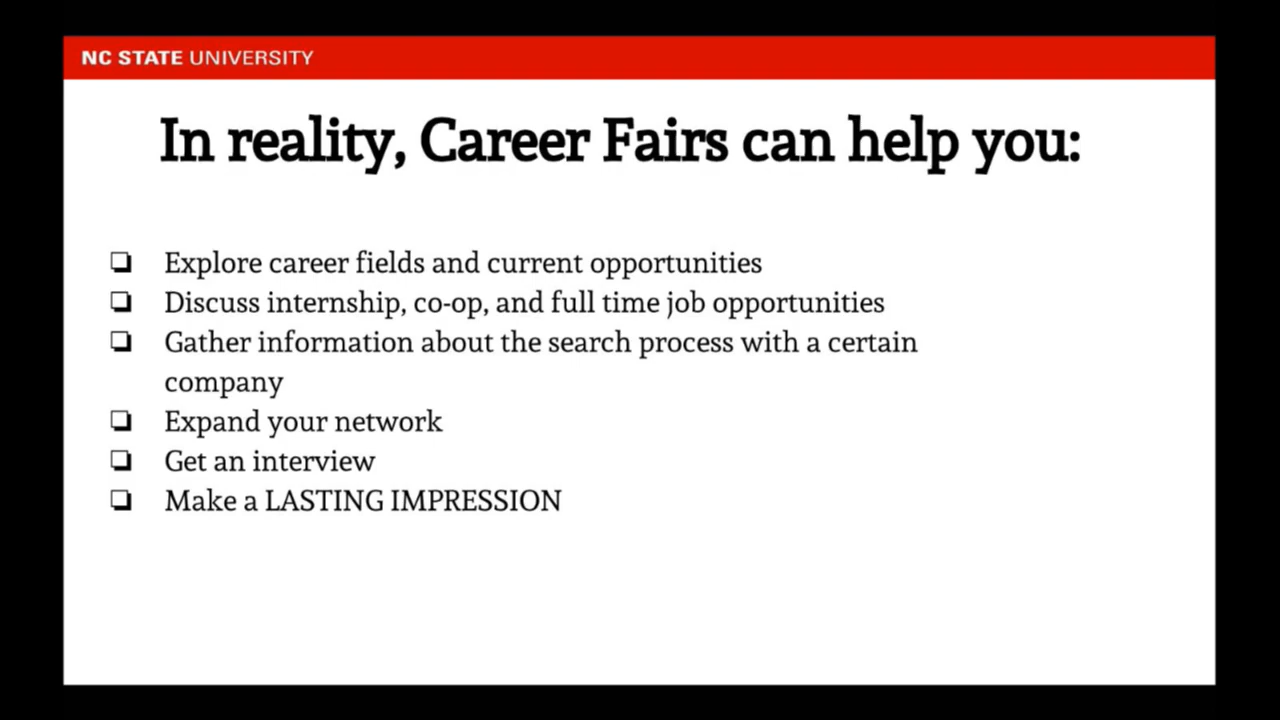 NC STATE UNIVERSITY
In reality, Career Fairs can help you:
❏ Explore career fields and current opportunities
❏ Discuss internship, co-op, and full time job opportunities
❏ Gather information about the search process with a certain
company
❏ Expand your network
❏ Get an interview
❏ Make a LASTING IMPRESSION